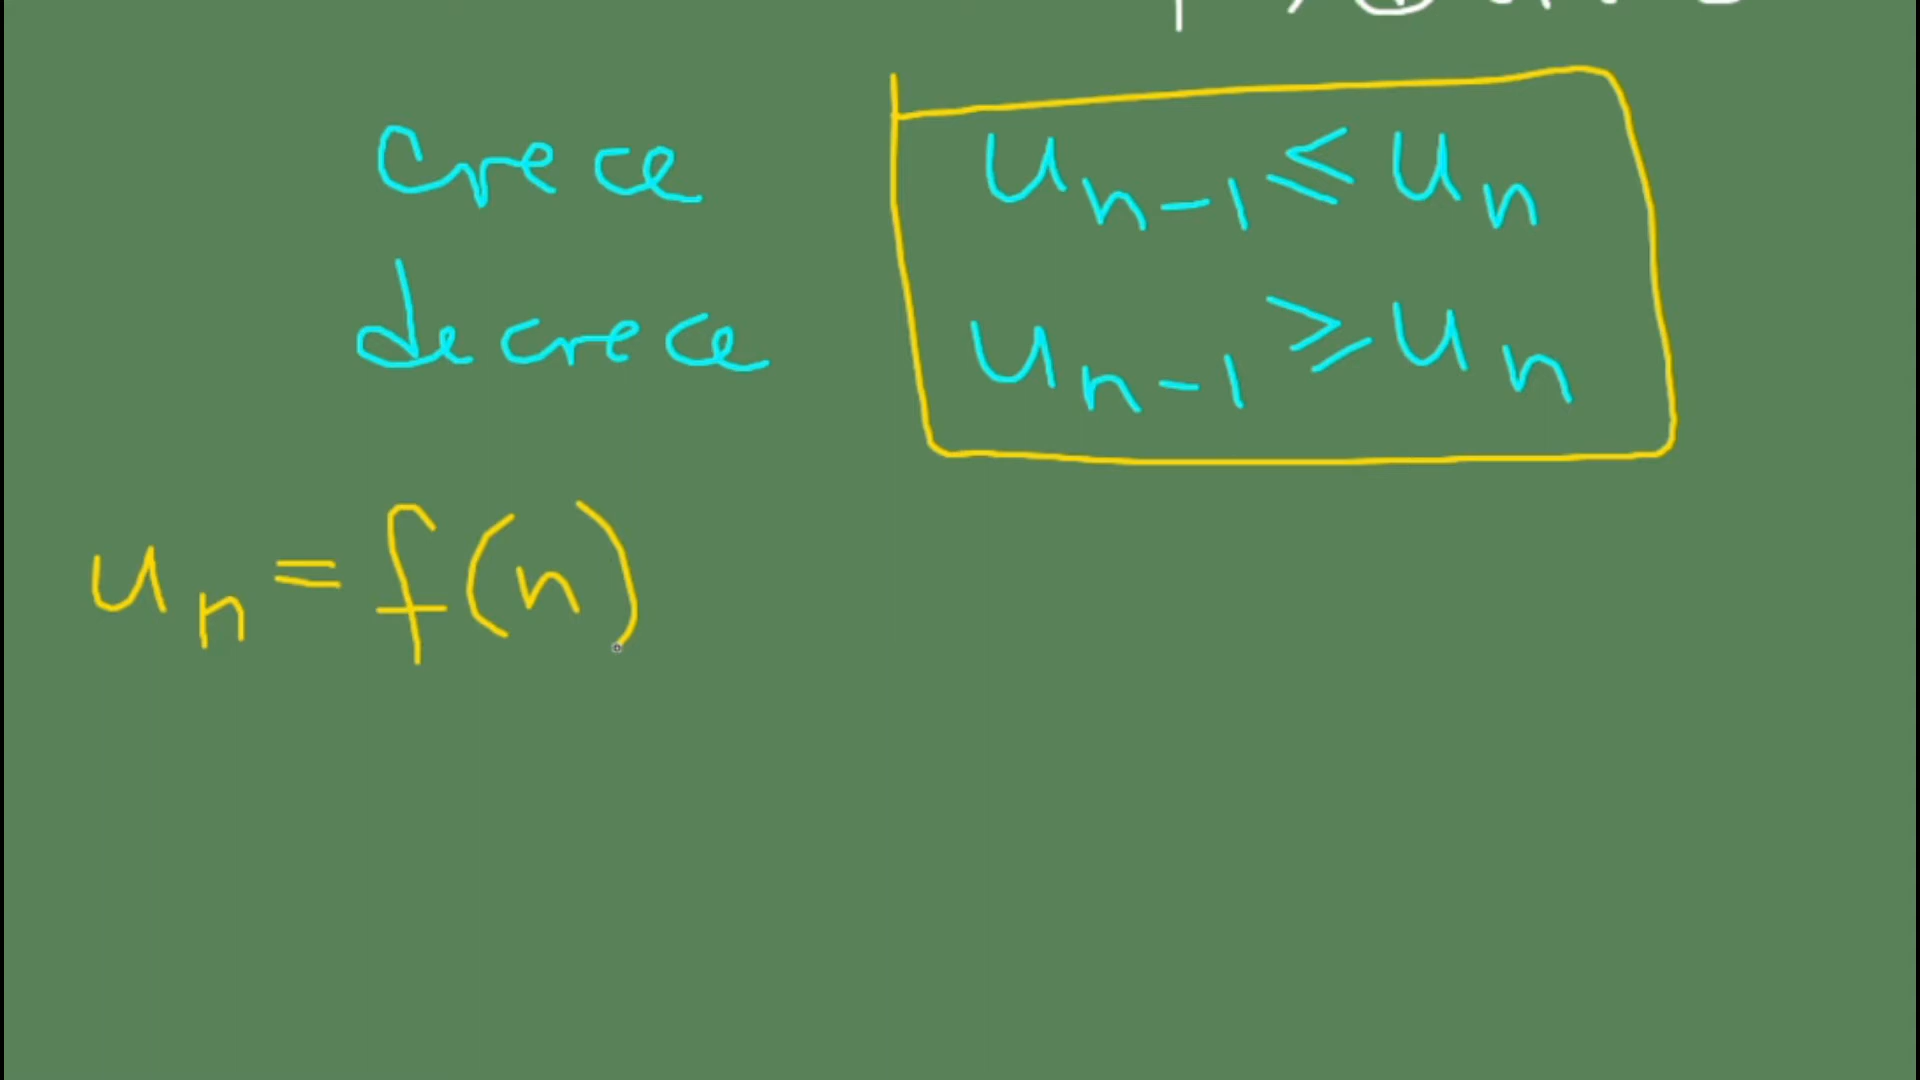 crece u_{n-1} ≤ u_n
decrece u_{n-1} ≥ u_n
u_n = f(n)